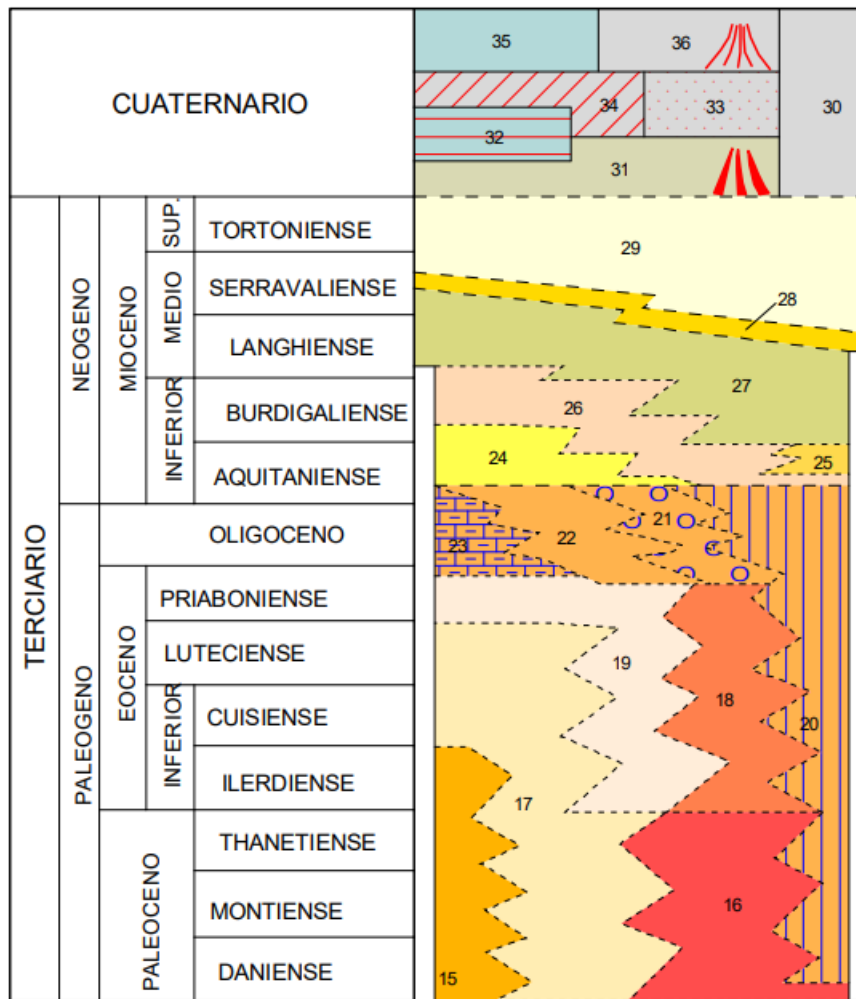 35
36
CUATERNARIO
34
33
30
32
31
TERCIARIO
NEOGENO
MIOCENO
SUP.
TORTONIENSE
29
MEDIO
SERRAVALIENSE
28
LANGHIENSE
27
INFERIOR
BURDIGALIENSE
26
AQUITANIENSE
24
25
PALEOGENO
OLIGOCENO
23
22
21
EOCENO
PRIABONIENSE
LUTECIENSE
19
18
20
INFERIOR
CUISIENSE
ILERDIENSE
17
PALEOCENO
THANETIENSE
MONTIENSE
16
DANIENSE
15